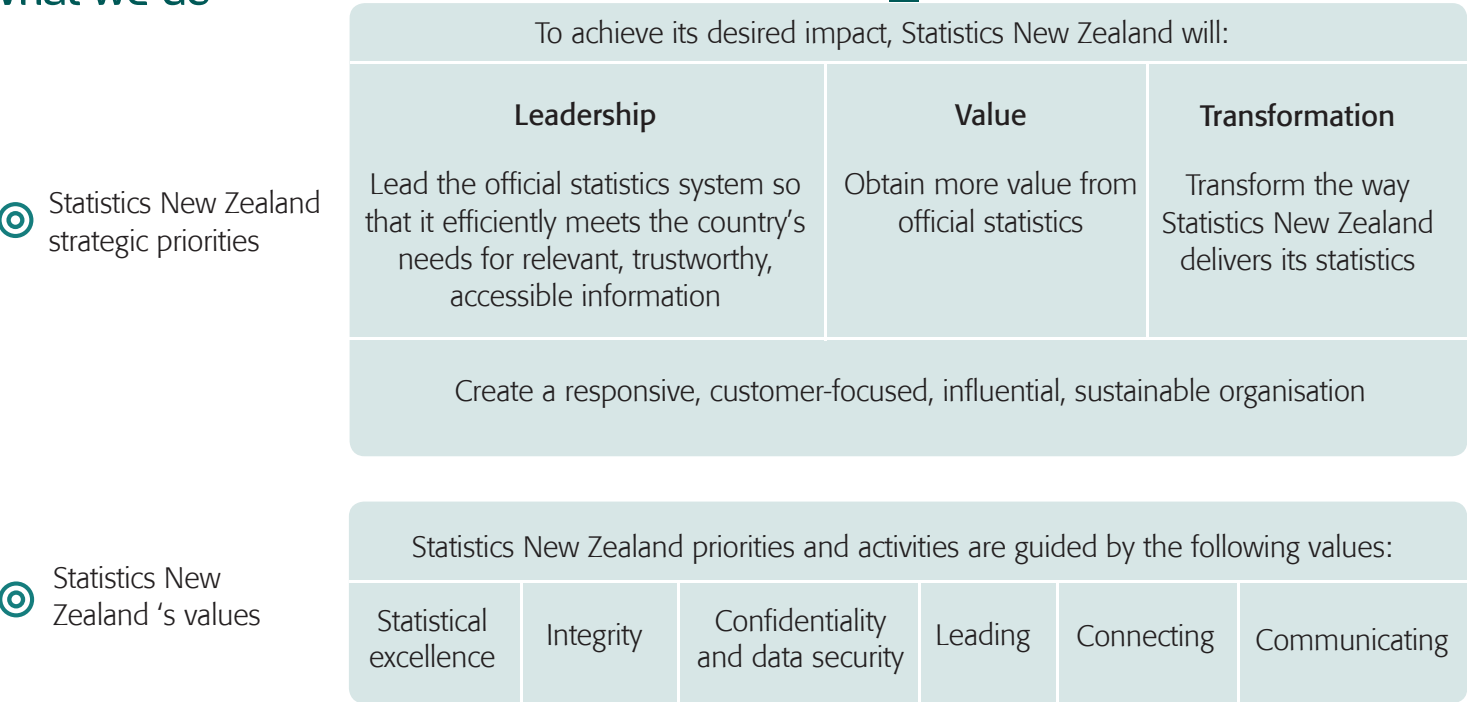 what we do
To achieve its desired impact, Statistics New Zealand will:
Statistics New Zealand
strategic priorities
Leadership
Lead the official statistics system so
that it efficiently meets the country's
needs for relevant, trustworthy,
accessible information
Value
Obtain more value from
official statistics
Transformation
Transform the way
Statistics New Zealand
delivers its statistics
Create a responsive, customer-focused, influential, sustainable organisation
Statistics New
Zealand ‘s values
Statistics New Zealand priorities and activities are guided by the following values:
Statistical
excellence
Integrity
Confidentiality
and data security
Leading
Connecting
Communicating